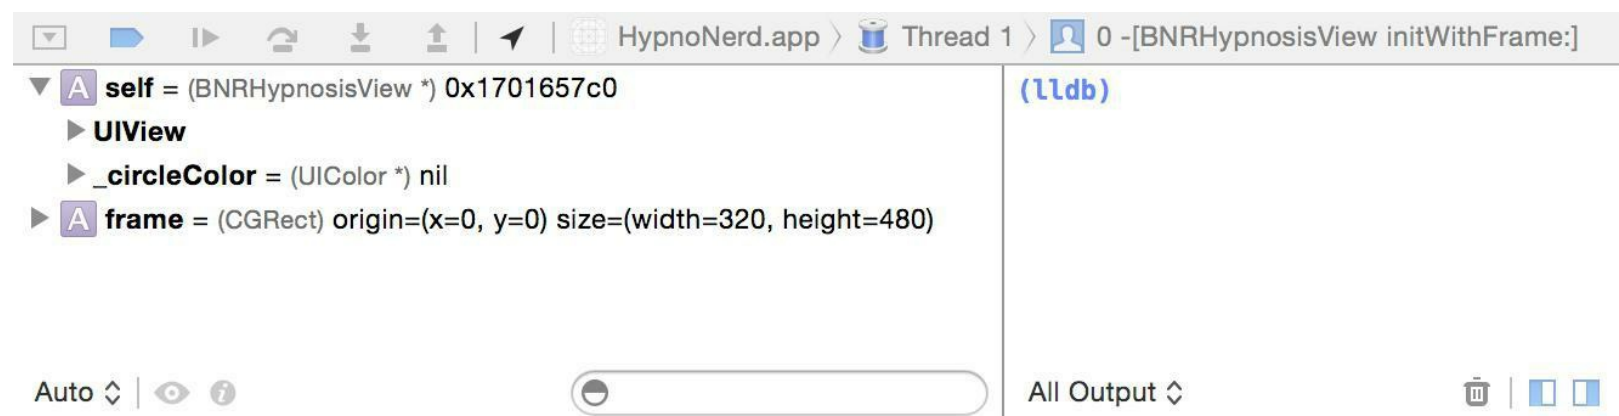 HypnoNerd.app 〉 Thread 1 〉 0 -[BNRHypnosisView initWithFrame:]
A self = (BNRHypnosisView *) 0x1701657c0
UIView
_circleColor = (UIColor *) nil
A frame = (CGRect) origin=(x=0, y=0) size=(width=320, height=480)
(lldb)
Auto
All Output